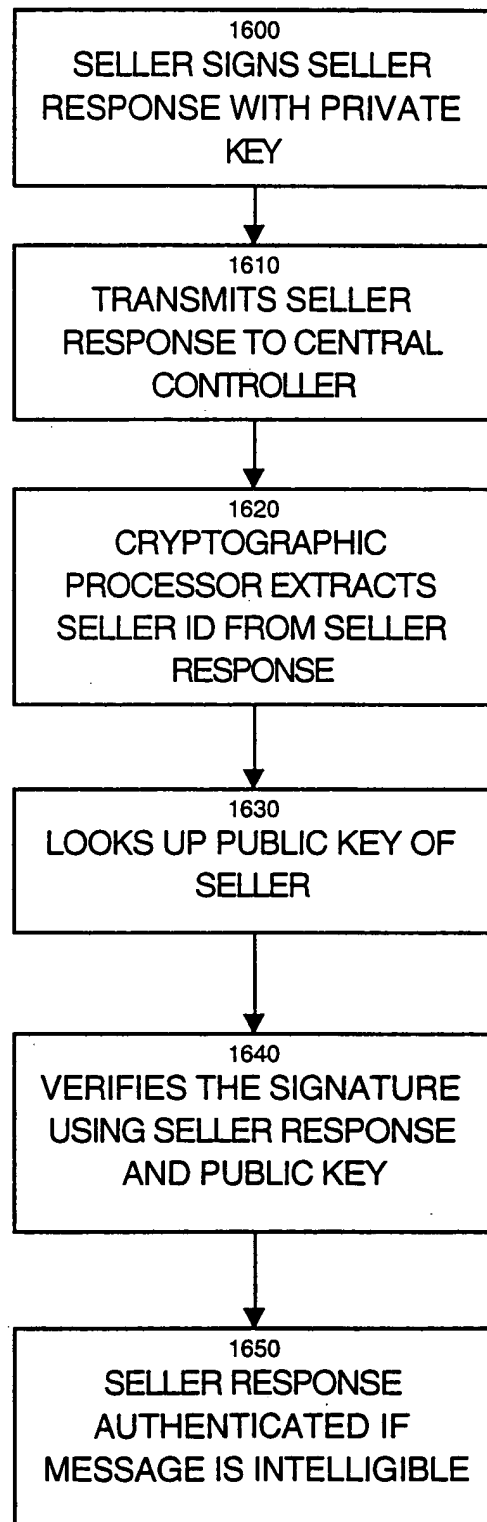 1600
SELLER SIGNS SELLER
RESPONSE WITH PRIVATE
KEY
1610
TRANSMITS SELLER
RESPONSE TO CENTRAL
CONTROLLER
1620
CRYPTOGRAPHIC
PROCESSOR EXTRACTS
SELLER ID FROM SELLER
RESPONSE
1630
LOOKS UP PUBLIC KEY OF
SELLER
1640
VERIFIES THE SIGNATURE
USING SELLER RESPONSE
AND PUBLIC KEY
1650
SELLER RESPONSE
AUTHENTICATED IF
MESSAGE IS INTELLIGIBLE